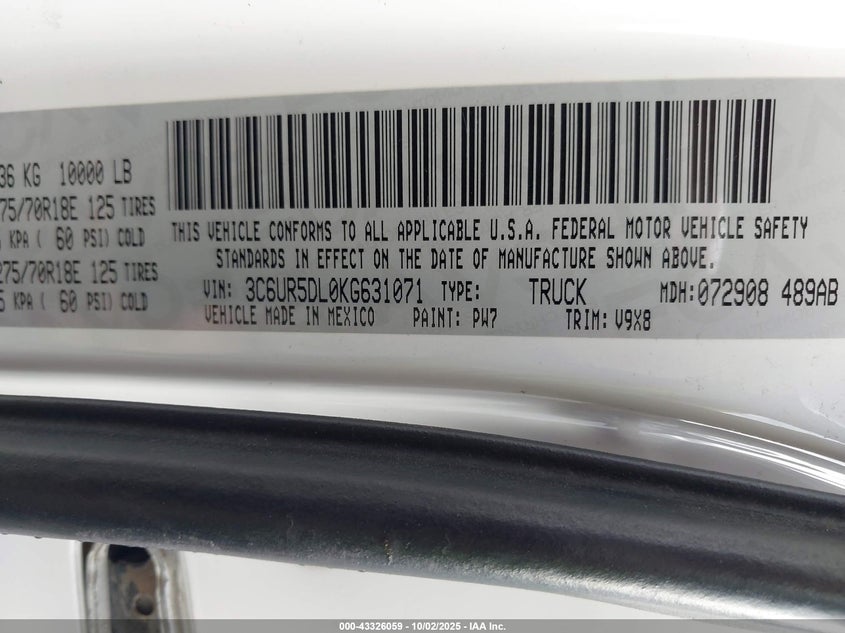 36 KG 10000 LB
75/70R18E 125 TIRES
KPA ( 60 PSI) COLD
275/70R18E 125 TIRES
5 KPA ( 60 PSI) COLD
THIS VEHICLE CONFORMS TO ALL APPLICABLE U.S.A. FEDERAL MOTOR VEHICLE SAFETY
STANDARDS IN EFFECT ON THE DATE OF MANUFACTURE SHOWN ABOVE.
VIN: 3C6UR5DL0KG631071 TYPE: TRUCK MDH: 072908 489AB
VEHICLE MADE IN MEXICO PAINT: PW7 TRIM: V9X8
000-43326059 - 10/02/2025 - IAA Inc.